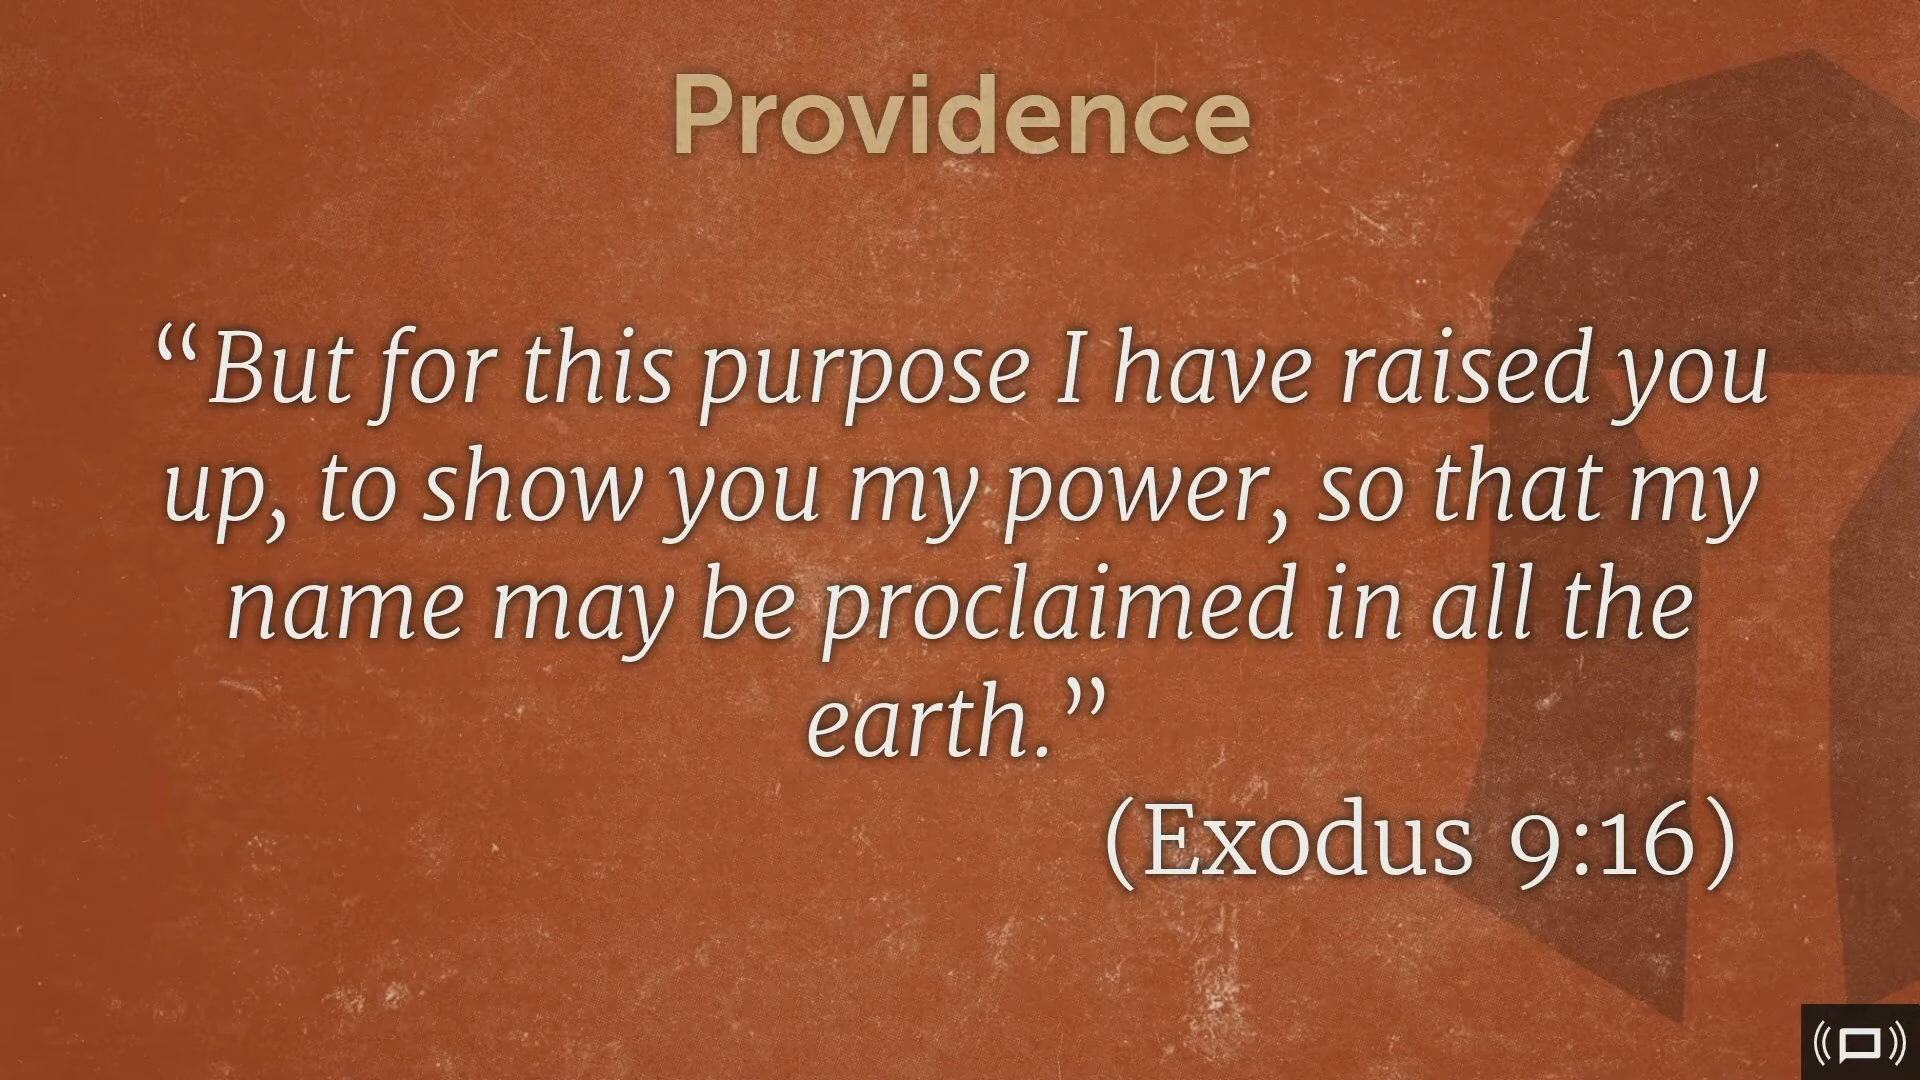 Providence
“But for this purpose I have raised you
up, to show you my power, so that my
name may be proclaimed in all the
earth.”
(Exodus 9:16)